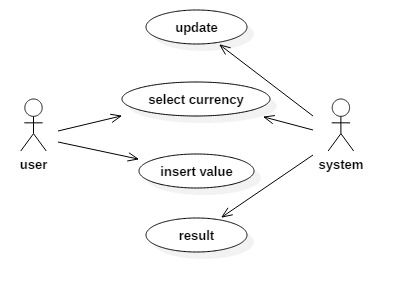 update
select currency
user
system
insert value
result